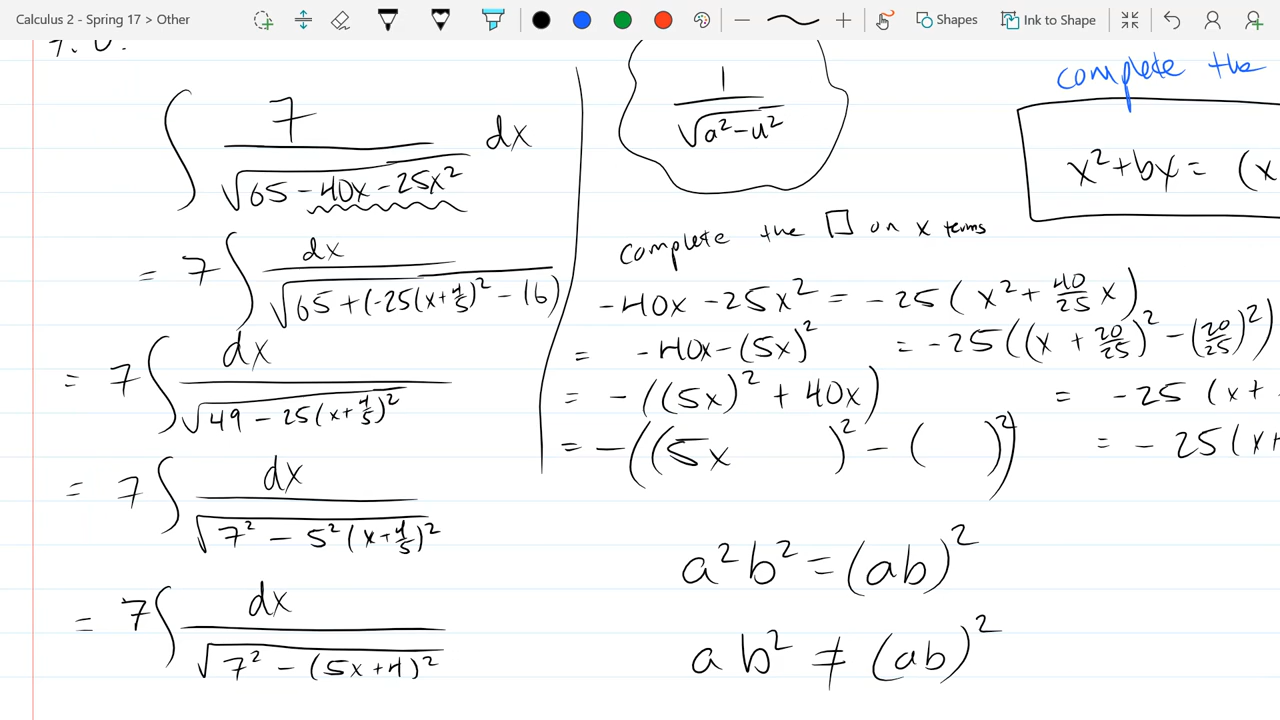 Calculus 2 - Spring 17 > Other
Shapes
Ink to Shape
∫ 7 / √(65 - 40x - 25x²) dx
= 7 ∫ dx / √(65 + (-25(x + 4/5)² - 16)
= 7 ∫ dx / √(49 - 25(x + 4/5)²
= 7 ∫ dx / √(7² - 5²(x + 4/5)²
= 7 ∫ dx / √(7² - (5x+4)²
1 / √(a² - u²)
complete the □ on x terms
-40x - 25x² = -25(x² + 40/25 x)
= -40x - (5x)²
= -25((x + 20/25)² - (20/25)²)
= -((5x)² + 40x)
= -25 (x +
= -((5x )² - ( )²)
= -25(x+
a²b² = (ab)²
ab² ≠ (ab)²
complete the
x² + bx = (x